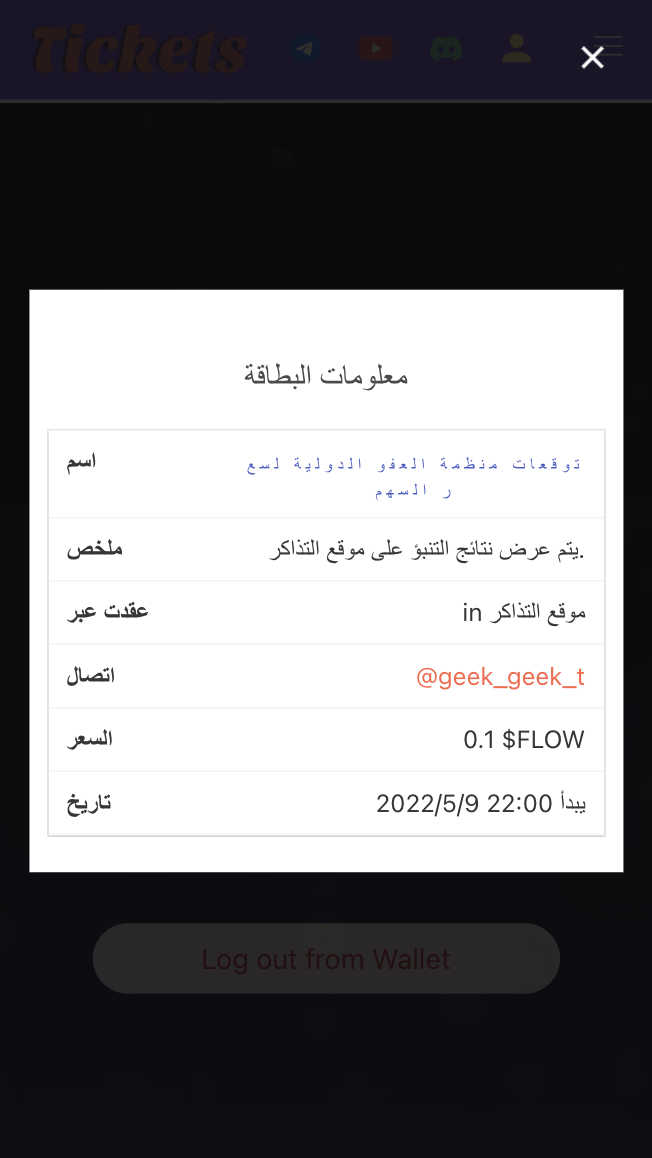 Tickets
معلومات البطاقة
اسم
توقعات منظمة العفو الدولية لسع
ر السهم
ملخص
.يتم عرض نتائج التنبؤ على موقع التذاكر
عقدت عبر
موقع التذاكر in
اتصال
@geek_geek_t
السعر
0.1 $FLOW
تاريخ
يبدأ 22:00 2022/5/9
Log out from Wallet